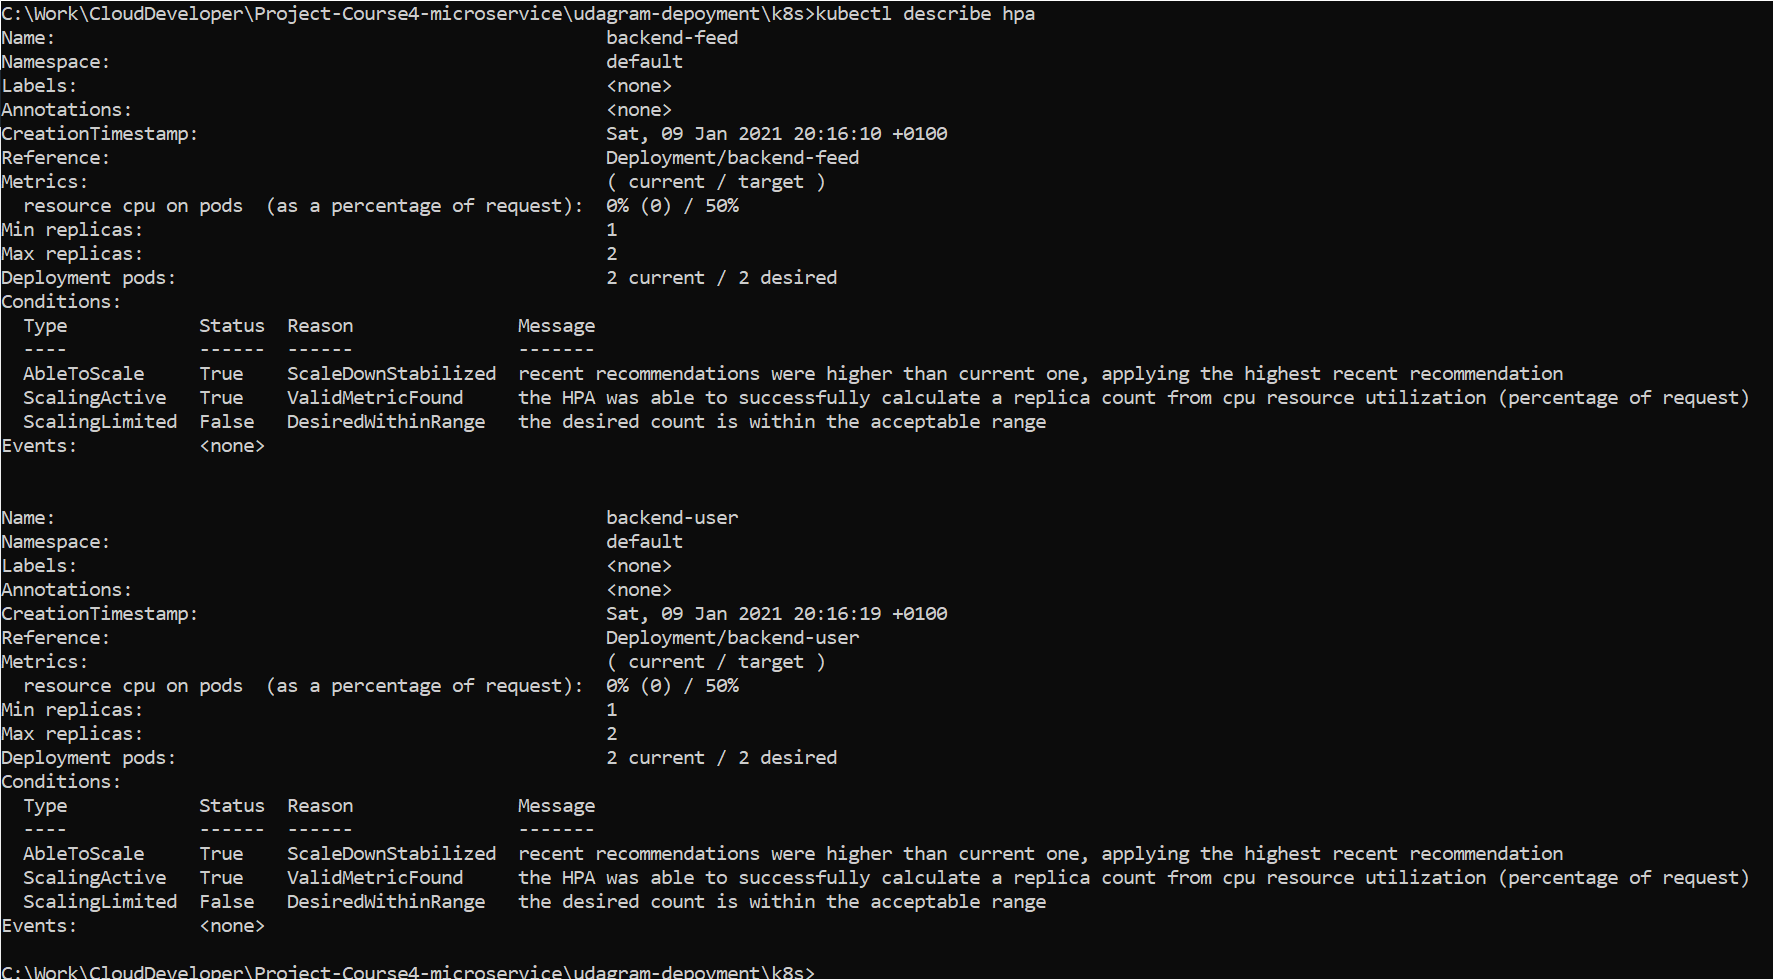 C:\Work\CloudDeveloper\Project-Course4-microservice\udagram-depoyment\k8s>kubectl describe hpa
Name:                                                  backend-feed
Namespace:                                             default
Labels:                                                <none>
Annotations:                                           <none>
CreationTimestamp:                                     Sat, 09 Jan 2021 20:16:10 +0100
Reference:                                             Deployment/backend-feed
Metrics:                                               ( current / target )
  resource cpu on pods  (as a percentage of request):  0% (0) / 50%
Min replicas:                                          1
Max replicas:                                          2
Deployment pods:                                       2 current / 2 desired
Conditions:
  Type            Status  Reason               Message
  ----            ------  ------               -------
  AbleToScale     True    ScaleDownStabilized  recent recommendations were higher than current one, applying the highest recent recommendation
  ScalingActive   True    ValidMetricFound     the HPA was able to successfully calculate a replica count from cpu resource utilization (percentage of request)
  ScalingLimited  False   DesiredWithinRange   the desired count is within the acceptable range
Events:           <none>
Name:                                                  backend-user
Namespace:                                             default
Labels:                                                <none>
Annotations:                                           <none>
CreationTimestamp:                                     Sat, 09 Jan 2021 20:16:19 +0100
Reference:                                             Deployment/backend-user
Metrics:                                               ( current / target )
  resource cpu on pods  (as a percentage of request):  0% (0) / 50%
Min replicas:                                          1
Max replicas:                                          2
Deployment pods:                                       2 current / 2 desired
Conditions:
  Type            Status  Reason               Message
  ----            ------  ------               -------
  AbleToScale     True    ScaleDownStabilized  recent recommendations were higher than current one, applying the highest recent recommendation
  ScalingActive   True    ValidMetricFound     the HPA was able to successfully calculate a replica count from cpu resource utilization (percentage of request)
  ScalingLimited  False   DesiredWithinRange   the desired count is within the acceptable range
Events:           <none>
C:\Work\CloudDeveloper\Project-Course4-microservice\udagram-depoyment\k8s>